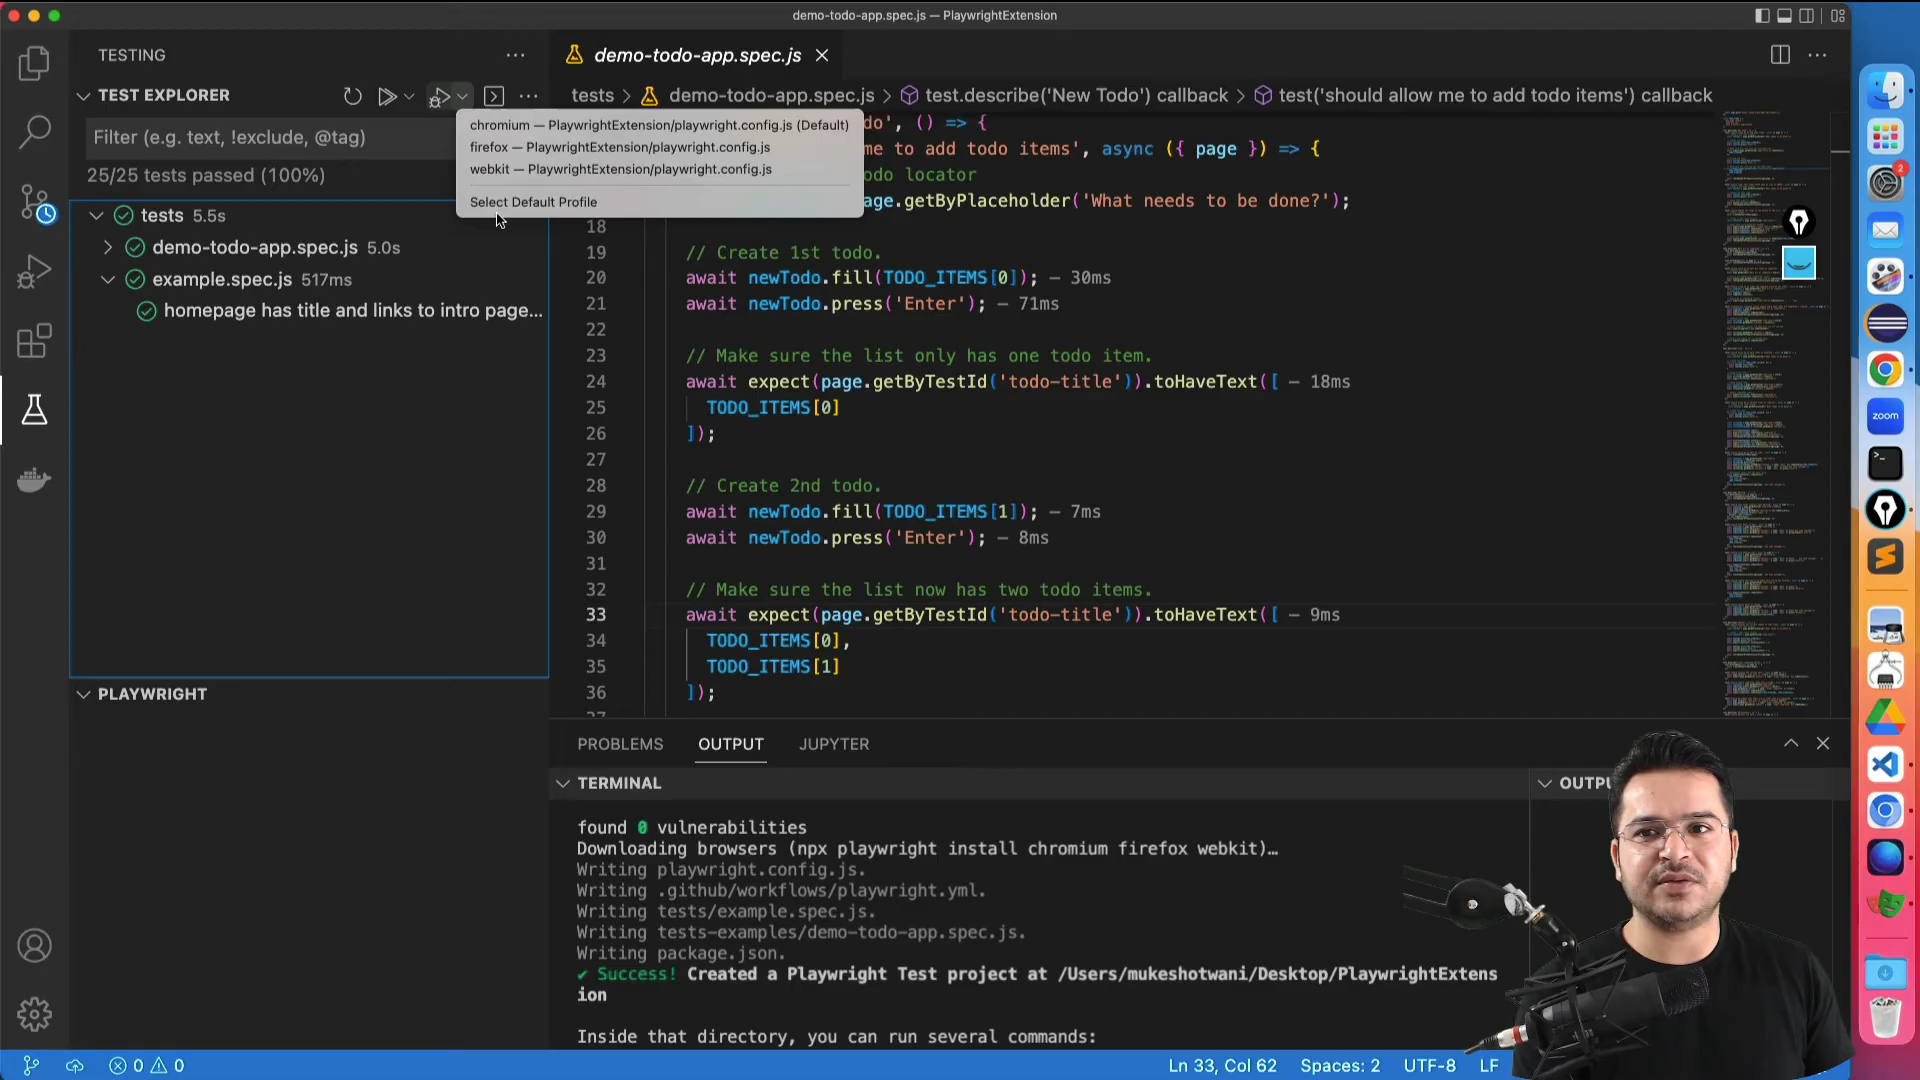 demo-todo-app.spec.js — PlaywrightExtension
TESTING
TEST EXPLORER
Filter (e.g. text, !exclude, @tag)
25/25 tests passed (100%)
tests 5.5s
demo-todo-app.spec.js 5.0s
example.spec.js 517ms
homepage has title and links to intro page...
PLAYWRIGHT
chromium — PlaywrightExtension/playwright.config.js (Default)
firefox — PlaywrightExtension/playwright.config.js
webkit — PlaywrightExtension/playwright.config.js
Select Default Profile
demo-todo-app.spec.js
tests > demo-todo-app.spec.js > test.describe('New Todo') callback > test('should allow me to add todo items') callback
do', () => {
me to add todo items', async ({ page }) => {
odo locator
age.getByPlaceholder('What needs to be done?');
18
19 // Create 1st todo.
20 await newTodo.fill(TODO_ITEMS[0]); — 30ms
21 await newTodo.press('Enter'); — 71ms
22
23 // Make sure the list only has one todo item.
24 await expect(page.getByTestId('todo-title')).toHaveText([ — 18ms
25 TODO_ITEMS[0]
26 ]);
27
28 // Create 2nd todo.
29 await newTodo.fill(TODO_ITEMS[1]); — 7ms
30 await newTodo.press('Enter'); — 8ms
31
32 // Make sure the list now has two todo items.
33 await expect(page.getByTestId('todo-title')).toHaveText([ — 9ms
34 TODO_ITEMS[0],
35 TODO_ITEMS[1]
36 ]);
PROBLEMS OUTPUT JUPYTER
TERMINAL
OUTPU
found 0 vulnerabilities
Downloading browsers (npx playwright install chromium firefox webkit)…
Writing playwright.config.js.
Writing .github/workflows/playwright.yml.
Writing tests/example.spec.js.
Writing tests-examples/demo-todo-app.spec.js.
Writing package.json.
✔ Success! Created a Playwright Test project at /Users/mukeshotwani/Desktop/PlaywrightExtens
ion
Inside that directory, you can run several commands:
0 0
Ln 33, Col 62 Spaces: 2 UTF-8 LF
2
zoom